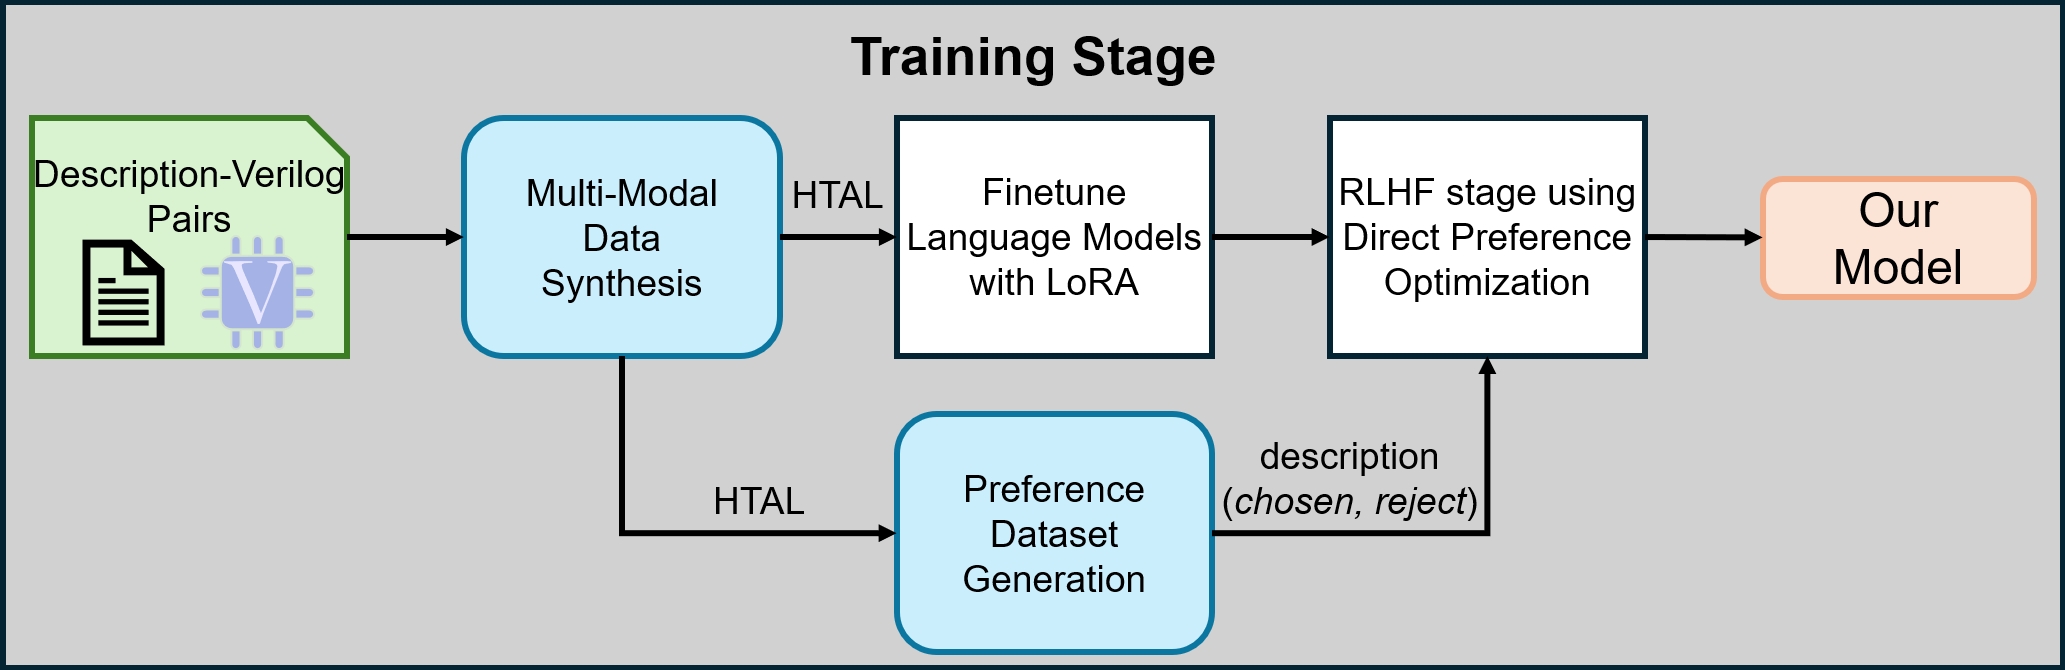 Training Stage
Description-Verilog
Pairs
V
Multi-Modal
Data
Synthesis
HTAL
Finetune
Language Models
with LoRA
RLHF stage using
Direct Preference
Optimization
Our
Model
HTAL
Preference
Dataset
Generation
description
(chosen, reject)